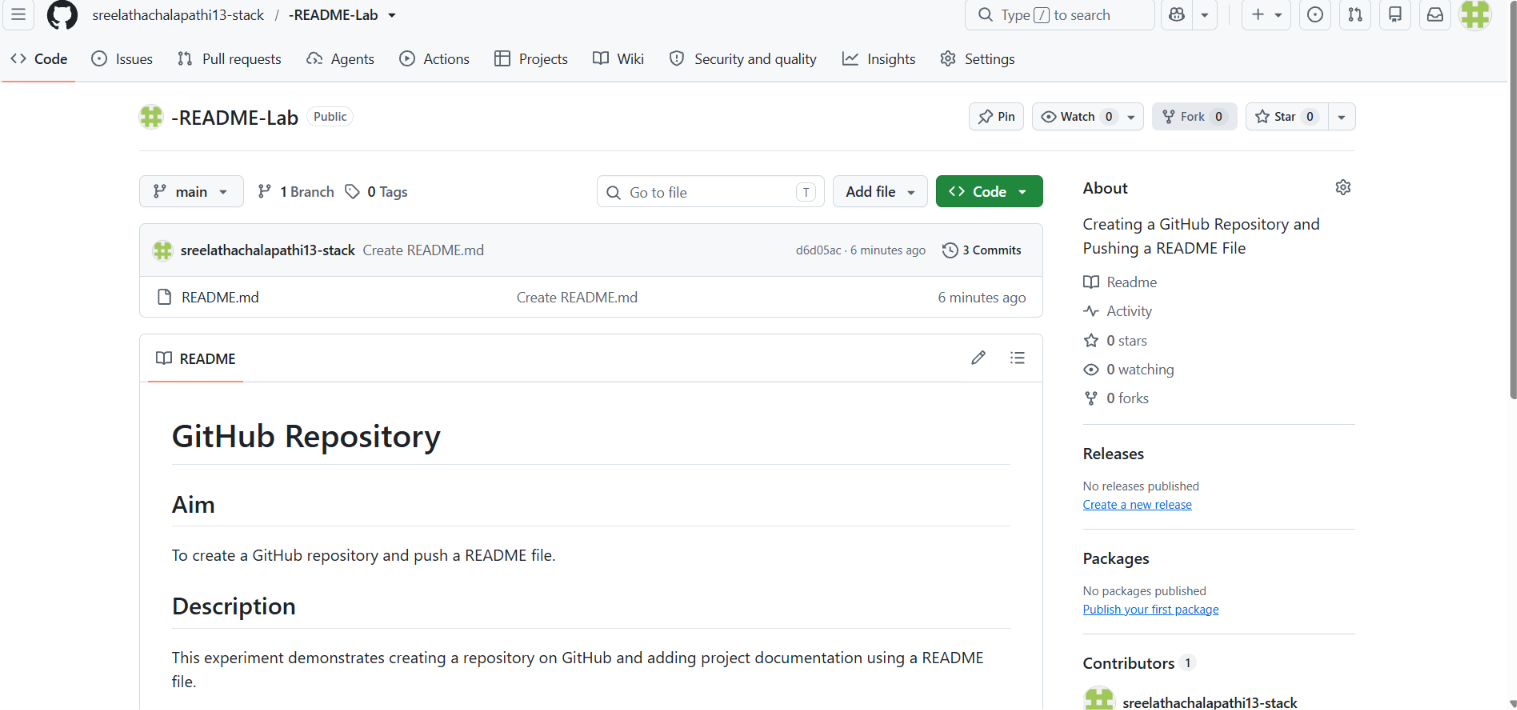 sreelathachalapathi13-stack / -README-Lab
Type / to search
Code Issues Pull requests Agents Actions Projects Wiki Security and quality Insights Settings
-README-Lab Public
Pin Watch 0 Fork 0 Star 0
main 1 Branch 0 Tags Go to file T Add file Code
sreelathachalapathi13-stack Create README.md d6d05ac · 6 minutes ago 3 Commits
README.md Create README.md 6 minutes ago
README
GitHub Repository
Aim
To create a GitHub repository and push a README file.
Description
This experiment demonstrates creating a repository on GitHub and adding project documentation using a README
file.
About
Creating a GitHub Repository and
Pushing a README File
Readme
Activity
0 stars
0 watching
0 forks
Releases
No releases published
Create a new release
Packages
No packages published
Publish your first package
Contributors 1
sreelathachalapathi13-stack